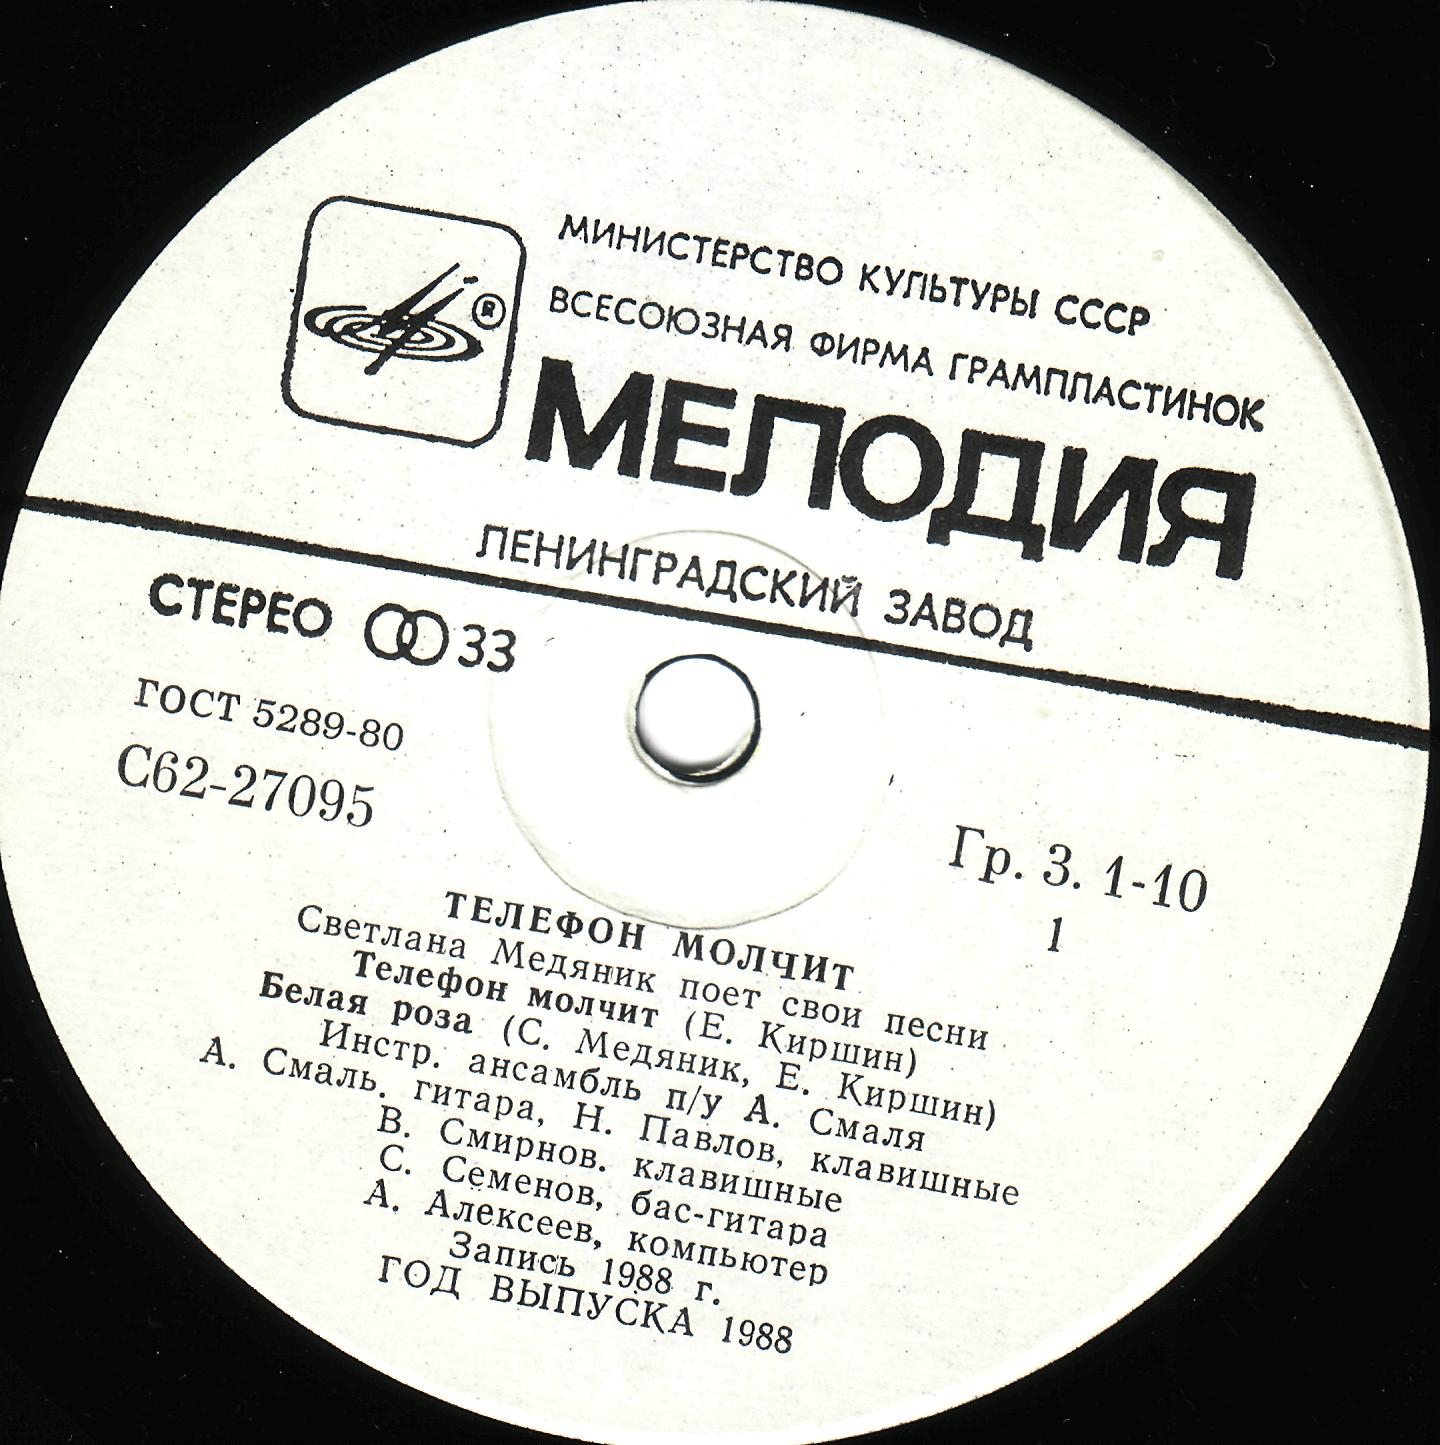 МИНИСТЕРСТВО КУЛЬТУРЫ СССР
ВСЕСОЮЗНАЯ ФИРМА ГРАМПЛАСТИНОК
®
МЕЛОДИЯ
ЛЕНИНГРАДСКИЙ ЗАВОД
СТЕРЕО 33
ГОСТ 5289-80
С62-27095
Гр. 3. 1-10
1
ТЕЛЕФОН МОЛЧИТ
Светлана Медяник поет свои песни
Телефон молчит (Е. Киршин)
Белая роза (С. Медяник, Е. Киршин)
Инстр. ансамбль п/у А. Смаля
А. Смаль. гитара, Н. Павлов, клавишные
В. Смирнов. клавишные
С. Семенов, бас-гитара
А. Алексеев, компьютер
Запись 1988 г.
ГОД ВЫПУСКА 1988